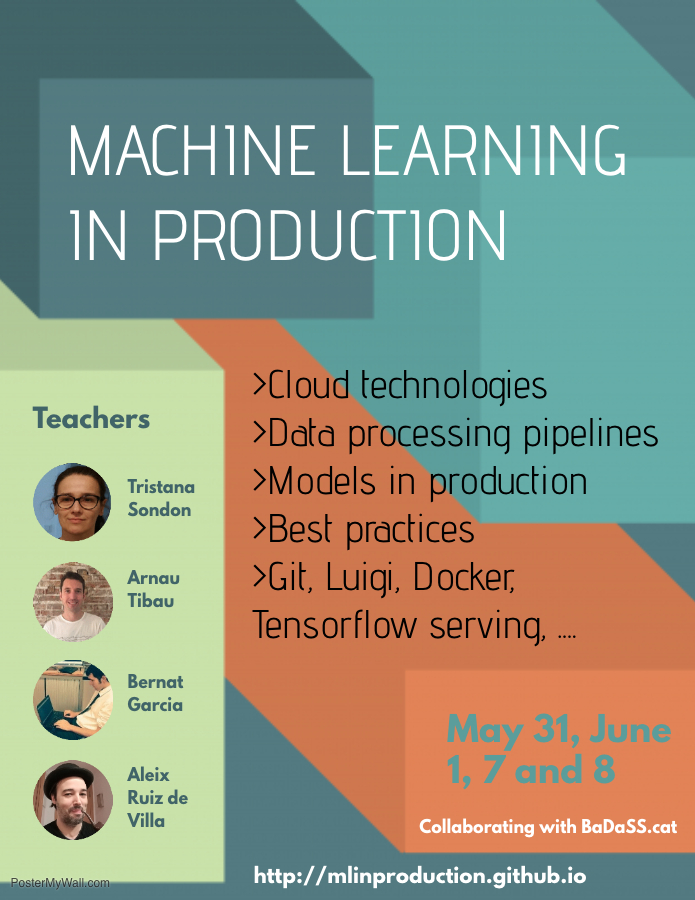 MACHINE LEARNING
IN PRODUCTION
>Cloud technologies
>Data processing pipelines
>Models in production
>Best practices
>Git, Luigi, Docker,
Tensorflow serving, ....
Teachers
Tristana
Sondon
Arnau
Tibau
Bernat
Garcia
Aleix
Ruiz de
Villa
May 31, June
1, 7 and 8
Collaborating with BaDaSS.cat
http://mlinproduction.github.io
PosterMyWall.com